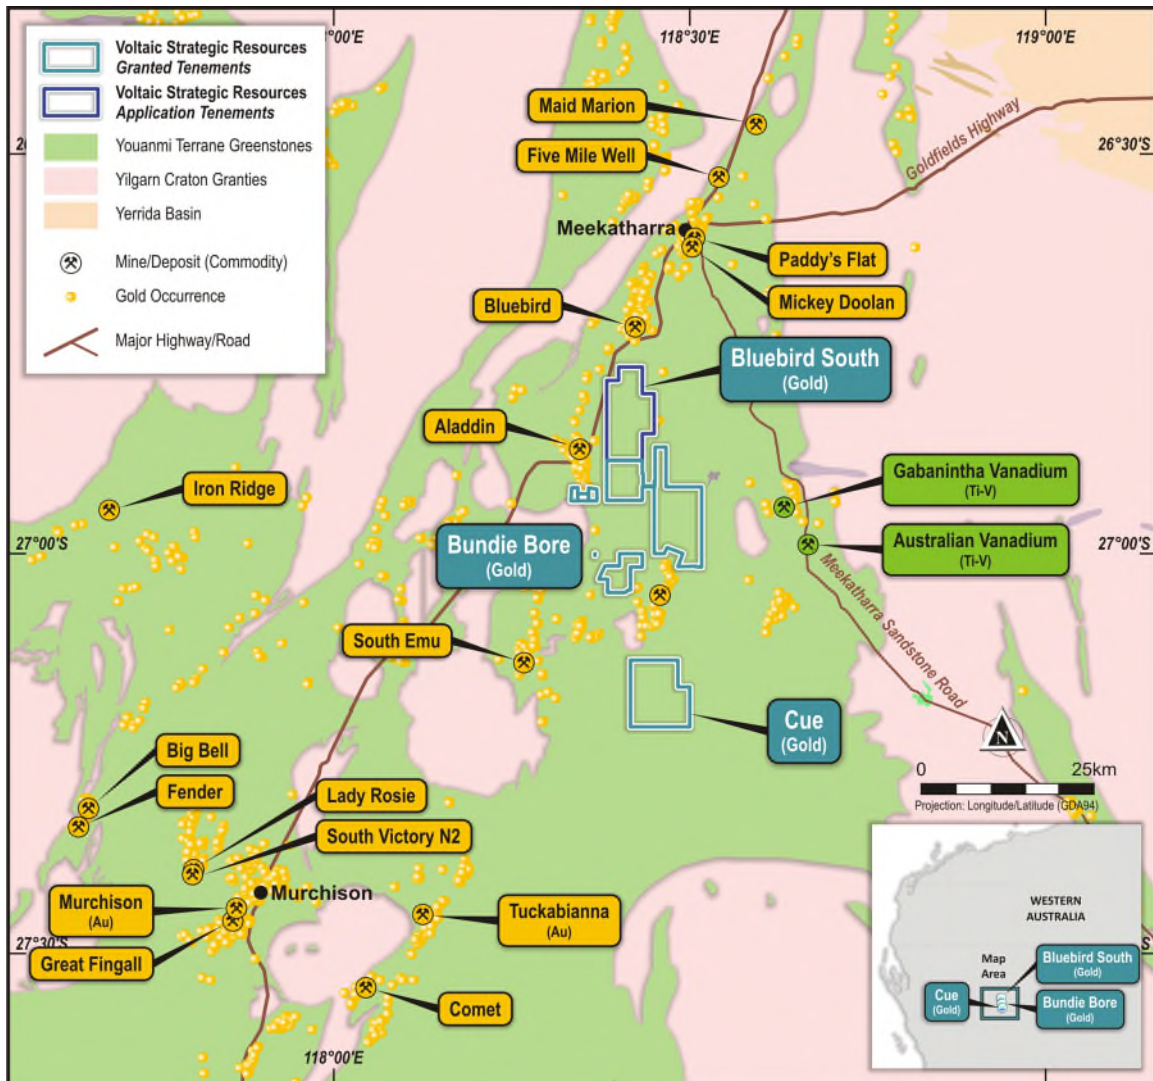 00'E
118°30'E
119°00'E
Voltaic Strategic Resources
Granted Tenements
Voltaic Strategic Resources
Application Tenements
Youanmi Terrane Greenstones
Yilgarn Craton Granties
Yerrida Basin
Mine/Deposit (Commodity)
Gold Occurrence
Major Highway/Road
26
26°30'S
Maid Marion
Five Mile Well
Goldfields Highway
Meekatharra
Paddy's Flat
Mickey Doolan
Bluebird
Bluebird South
(Gold)
Aladdin
Iron Ridge
Gabanintha Vanadium
(Ti-V)
Australian Vanadium
(Ti-V)
27°00'S
27°00'S
Bundie Bore
(Gold)
Meekatharra Sandstone Road
South Emu
Cue
(Gold)
N
Big Bell
Fender
Lady Rosie
South Victory N2
0
25km
Projection: Longitude/Latitude (GDA94)
Murchison
(Au)
Murchison
Great Fingall
Tuckabianna
(Au)
27°30'S
Comet
118°00'E
WESTERN
AUSTRALIA
Map
Area
Bluebird South
(Gold)
Cue
(Gold)
Bundie Bore
(Gold)